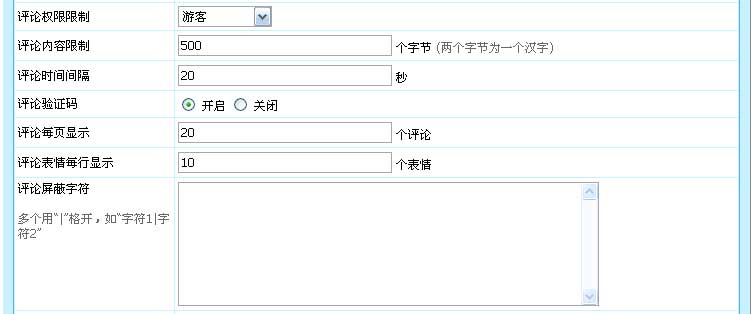 评论权限限制 游客
评论内容限制 500 个字节 (两个字节为一个汉字)
评论时间间隔 20 秒
评论验证码 开启 关闭
评论每页显示 20 个评论
评论表情每行显示 10 个表情
评论屏蔽字符
多个用"|"格开，如"字符1|字
符2"